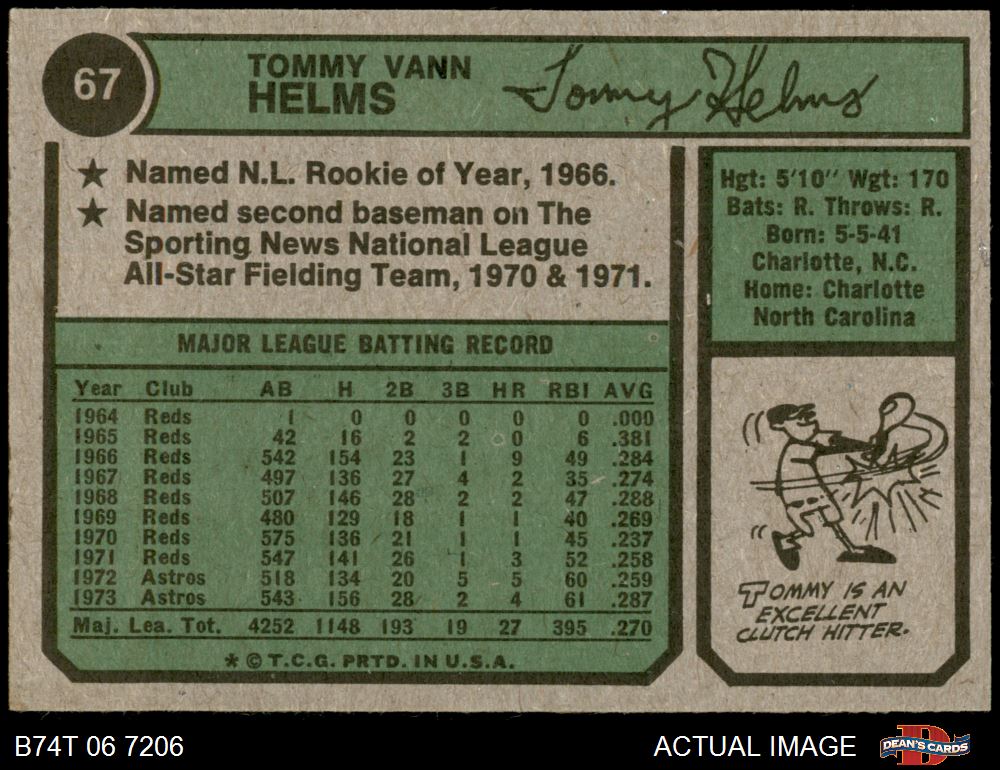 67
TOMMY VANN
HELMS
Tommy Helms
★ Named N.L. Rookie of Year, 1966.
★ Named second baseman on The
Sporting News National League
All-Star Fielding Team, 1970 & 1971.
Hgt: 5'10'' Wgt: 170
Bats: R. Throws: R.
Born: 5-5-41
Charlotte, N.C.
Home: Charlotte
North Carolina
MAJOR LEAGUE BATTING RECORD
Year Club AB H 2B 3B HR RBI AVG
1964 Reds 1 0 0 0 0 0 .000
1965 Reds 42 16 2 2 0 6 .381
1966 Reds 542 154 23 1 9 49 .284
1967 Reds 497 136 27 4 2 35 .274
1968 Reds 507 146 28 2 2 47 .288
1969 Reds 480 129 18 1 1 40 .269
1970 Reds 575 136 21 1 1 45 .237
1971 Reds 547 141 26 1 3 52 .258
1972 Astros 518 134 20 5 5 60 .259
1973 Astros 543 156 28 2 4 61 .287
Maj. Lea. Tot. 4252 1148 193 19 27 395 .270
* © T.C.G. PRTD. IN U.S.A.
TOMMY IS AN
EXCELLENT
CLUTCH HITTER.
B74T 06 7206
ACTUAL IMAGE
DEAN'S CARDS